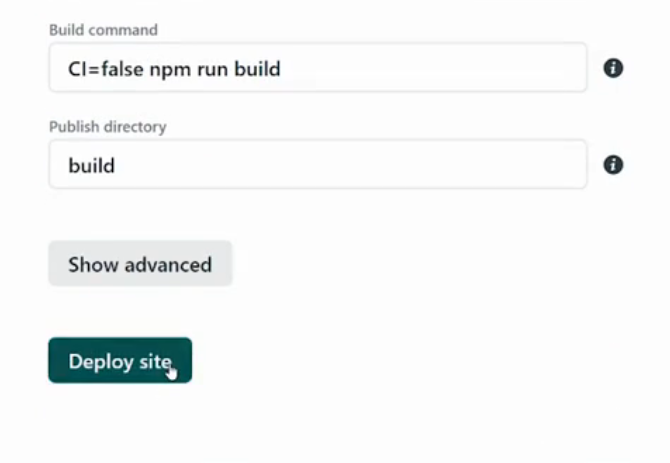 Build command
CI=false npm run build
Publish directory
build
Show advanced
Deploy site